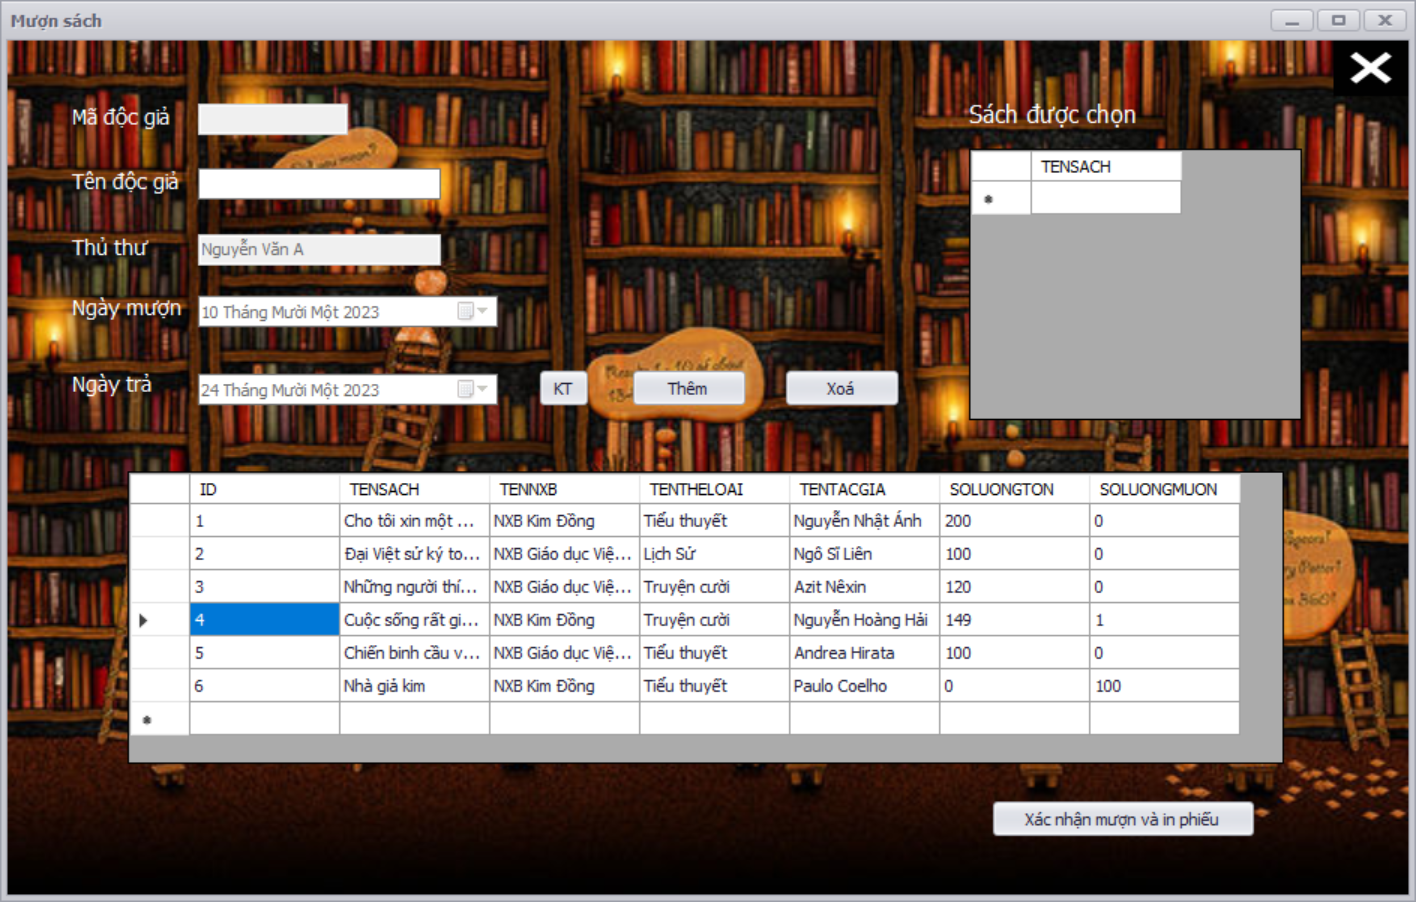 Mượn sách
Mã độc giả
Sách được chọn
TENSACH
Tên độc giả
Thủ thư
Nguyễn Văn A
Ngày mượn
10 Tháng Mười Một 2023
Ngày trả
24 Tháng Mười Một 2023
KT
Thêm
Xoá
ID TENSACH TENNXB TENTHELOAI TENTACGIA SOLUONGTON SOLUONGMUON
1 Cho tôi xin một ... NXB Kim Đồng Tiểu thuyết Nguyễn Nhật Ánh 200 0
2 Đại Việt sử ký to... NXB Giáo dục Việ... Lịch Sử Ngô Sĩ Liên 100 0
3 Những người thí... NXB Giáo dục Việ... Truyện cười Azit Nêxin 120 0
4 Cuộc sống rất gi... NXB Kim Đồng Truyện cười Nguyễn Hoàng Hải 149 1
5 Chiến binh cầu v... NXB Giáo dục Việ... Tiểu thuyết Andrea Hirata 100 0
6 Nhà giả kim NXB Kim Đồng Tiểu thuyết Paulo Coelho 0 100
Xác nhận mượn và in phiếu